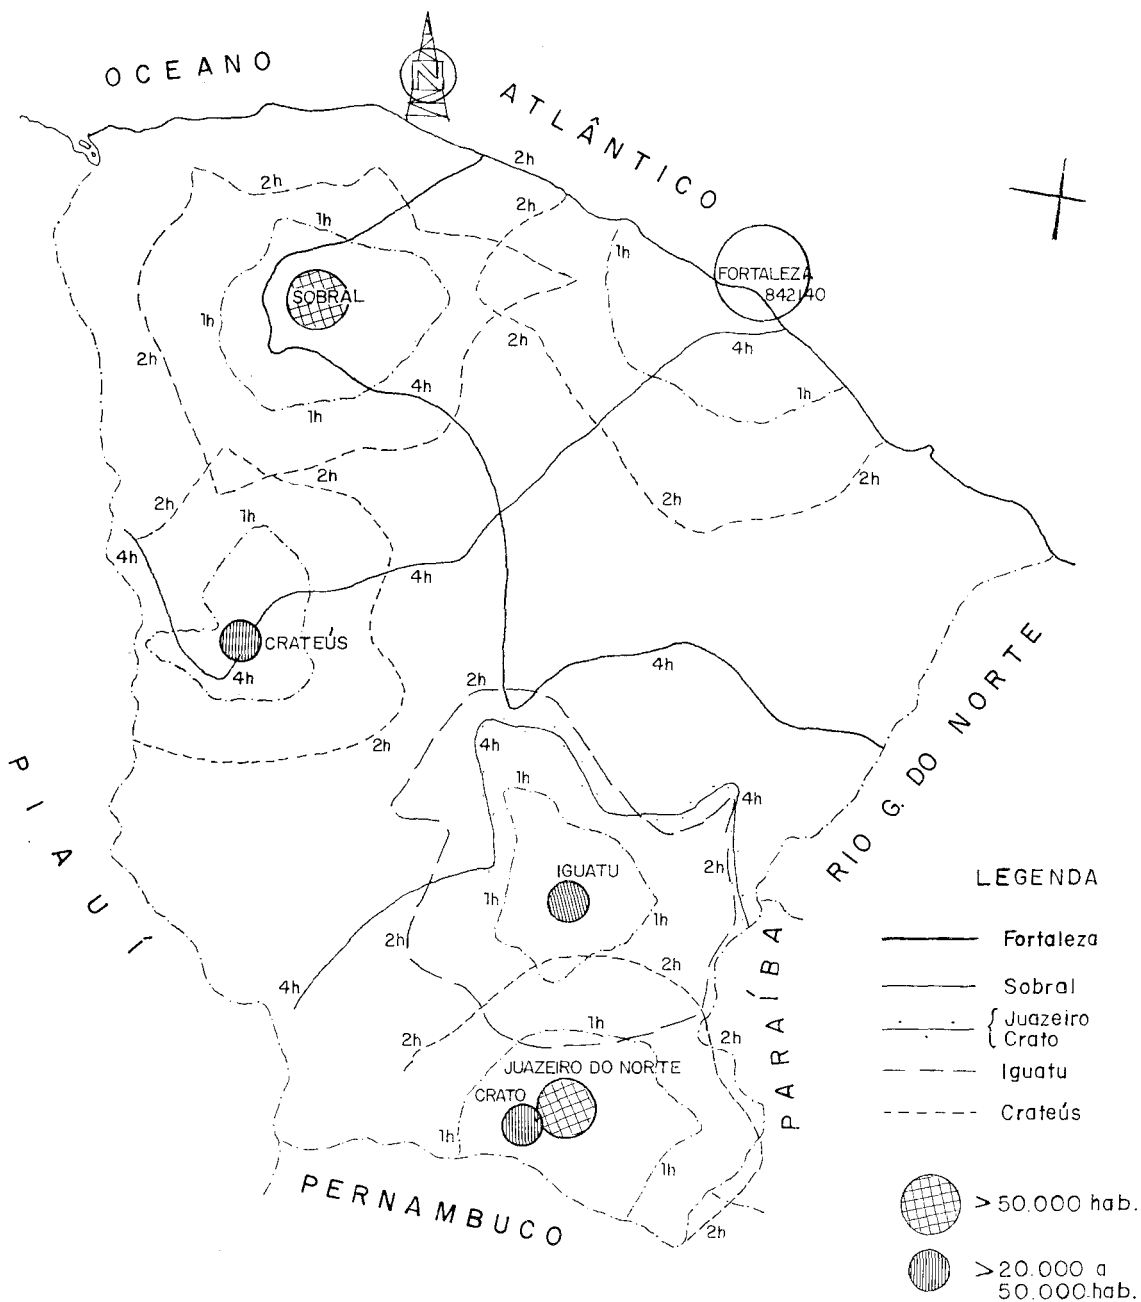 OCEANO
N
ATLÂNTICO
2h
2h
2h
1h
1h
FORTALEZA
842140
SOBRAL
1h
2h
2h
4h
4h
1h
1h
2h
2h
2h
2h
1h
4h
4h
CRATEÚS
4h
4h
2h
2h
4h
1h
4h
RIO G. DO NORTE
PIAUÍ
IGUATU
2h
1h
1h
LEGENDA
2h
2h
Fortaleza
4h
Sobral
Juazeiro
Crato
1h
2h
2h
PARAÍBA
JUAZEIRO DO NORTE
Iguatu
CRATO
Crateús
1h
1h
PERNAMBUCO
2h
> 50.000 hab.
> 20.000 a
50.000 hab.